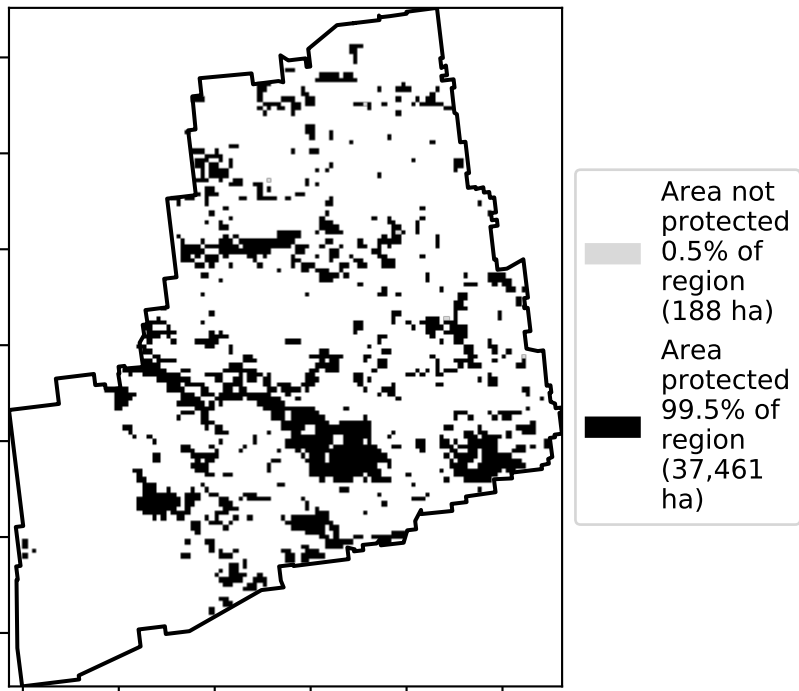 Area not
protected
0.5% of
region
(188 ha)
Area
protected
99.5% of
region
(37,461
ha)